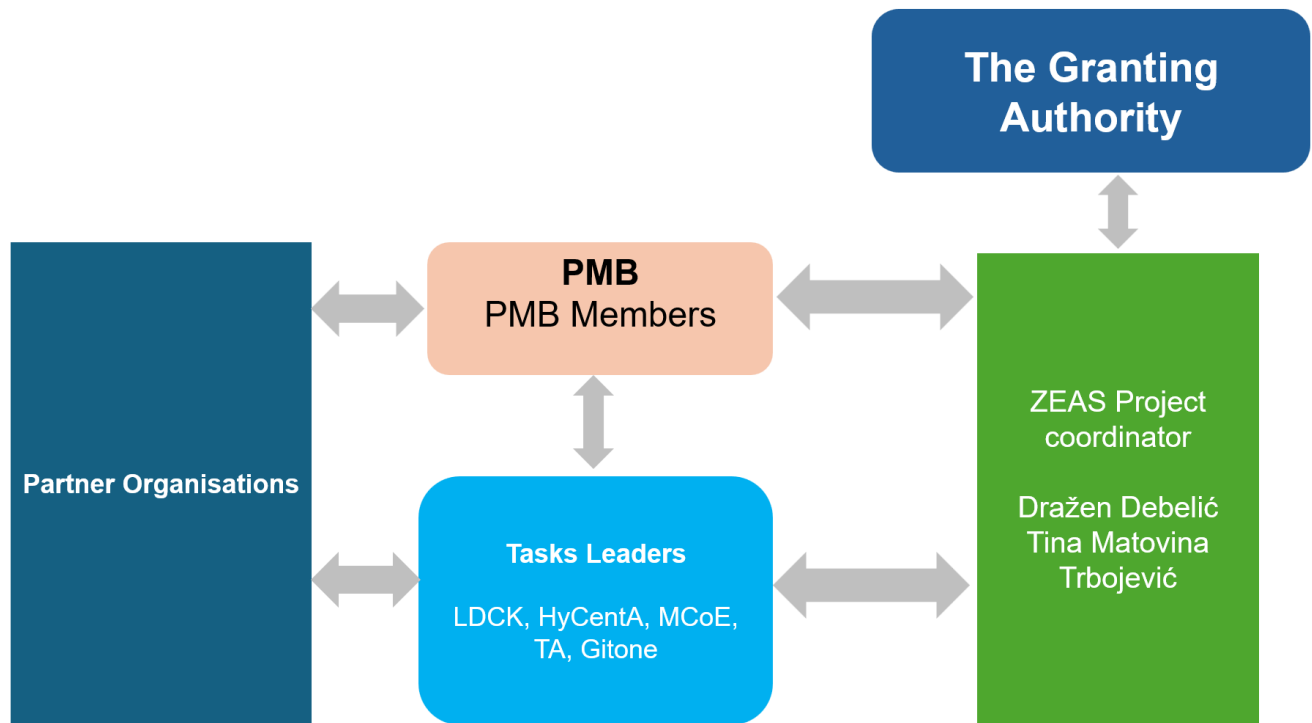 The Granting
Authority
PMB
PMB Members
Partner Organisations
Tasks Leaders
LDCK, HyCentA, MCoE,
TA, Gitone
ZEAS Project
coordinator
Dražen Debelić
Tina Matovina
Trbojević